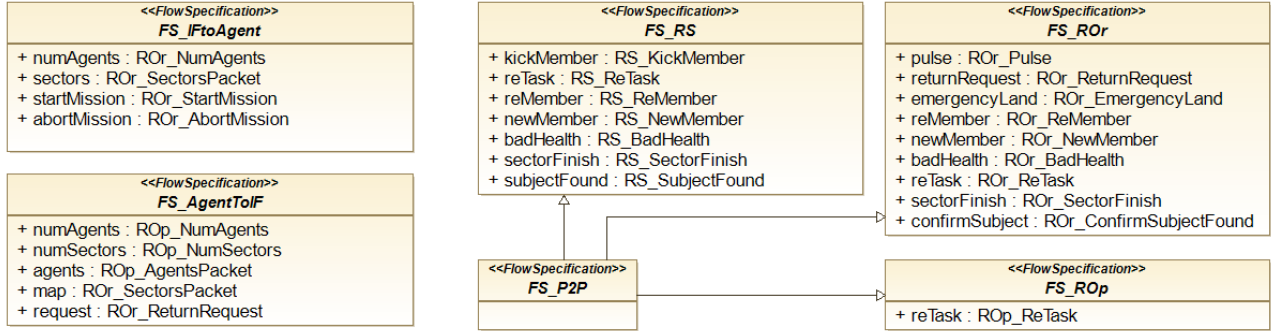 <<FlowSpecification>>
FS_IFtoAgent
+ numAgents : ROr_NumAgents
+ sectors : ROr_SectorsPacket
+ startMission : ROr_StartMission
+ abortMission : ROr_AbortMission
<<FlowSpecification>>
FS_AgentToIF
+ numAgents : ROp_NumAgents
+ numSectors : ROp_NumSectors
+ agents : ROp_AgentsPacket
+ map : ROr_SectorsPacket
+ request : ROr_ReturnRequest
<<FlowSpecification>>
FS_RS
+ kickMember : RS_KickMember
+ reTask : RS_ReTask
+ reMember : RS_ReMember
+ newMember : RS_NewMember
+ badHealth : RS_BadHealth
+ sectorFinish : RS_SectorFinish
+ subjectFound : RS_SubjectFound
<<FlowSpecification>>
FS_P2P
<<FlowSpecification>>
FS_ROr
+ pulse : ROr_Pulse
+ returnRequest : ROr_ReturnRequest
+ emergencyLand : ROr_EmergencyLand
+ reMember : ROr_ReMember
+ newMember : ROr_NewMember
+ badHealth : ROr_BadHealth
+ reTask : ROr_ReTask
+ sectorFinish : ROr_SectorFinish
+ confirmSubject : ROr_ConfirmSubjectFound
<<FlowSpecification>>
FS_ROp
+ reTask : ROp_ReTask